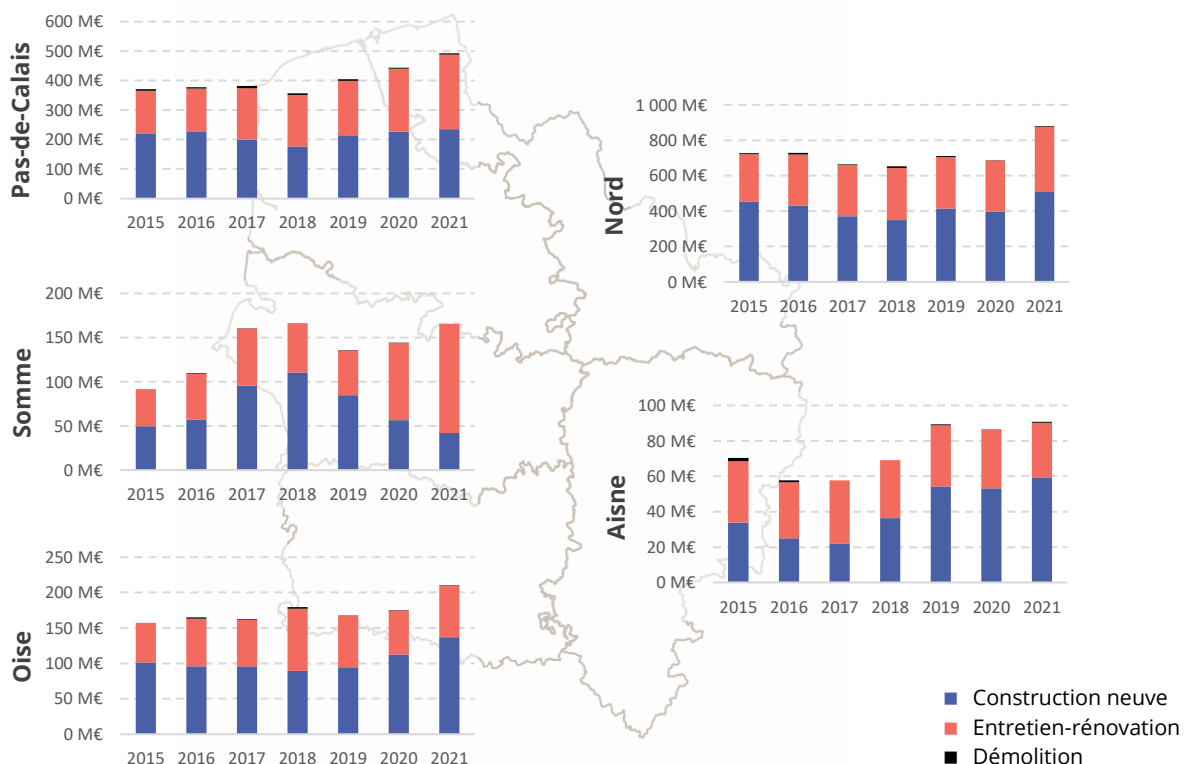 Pas-de-Calais
600 M€
500 M€
400 M€
300 M€
200 M€
100 M€
0 M€
2015 2016 2017 2018 2019 2020 2021
Nord
1 000 M€
800 M€
600 M€
400 M€
200 M€
0 M€
2015 2016 2017 2018 2019 2020 2021
Somme
200 M€
150 M€
100 M€
50 M€
0 M€
2015 2016 2017 2018 2019 2020 2021
Aisne
100 M€
80 M€
60 M€
40 M€
20 M€
0 M€
2015 2016 2017 2018 2019 2020 2021
Oise
250 M€
200 M€
150 M€
100 M€
50 M€
0 M€
2015 2016 2017 2018 2019 2020 2021
Construction neuve
Entretien-rénovation
Démolition